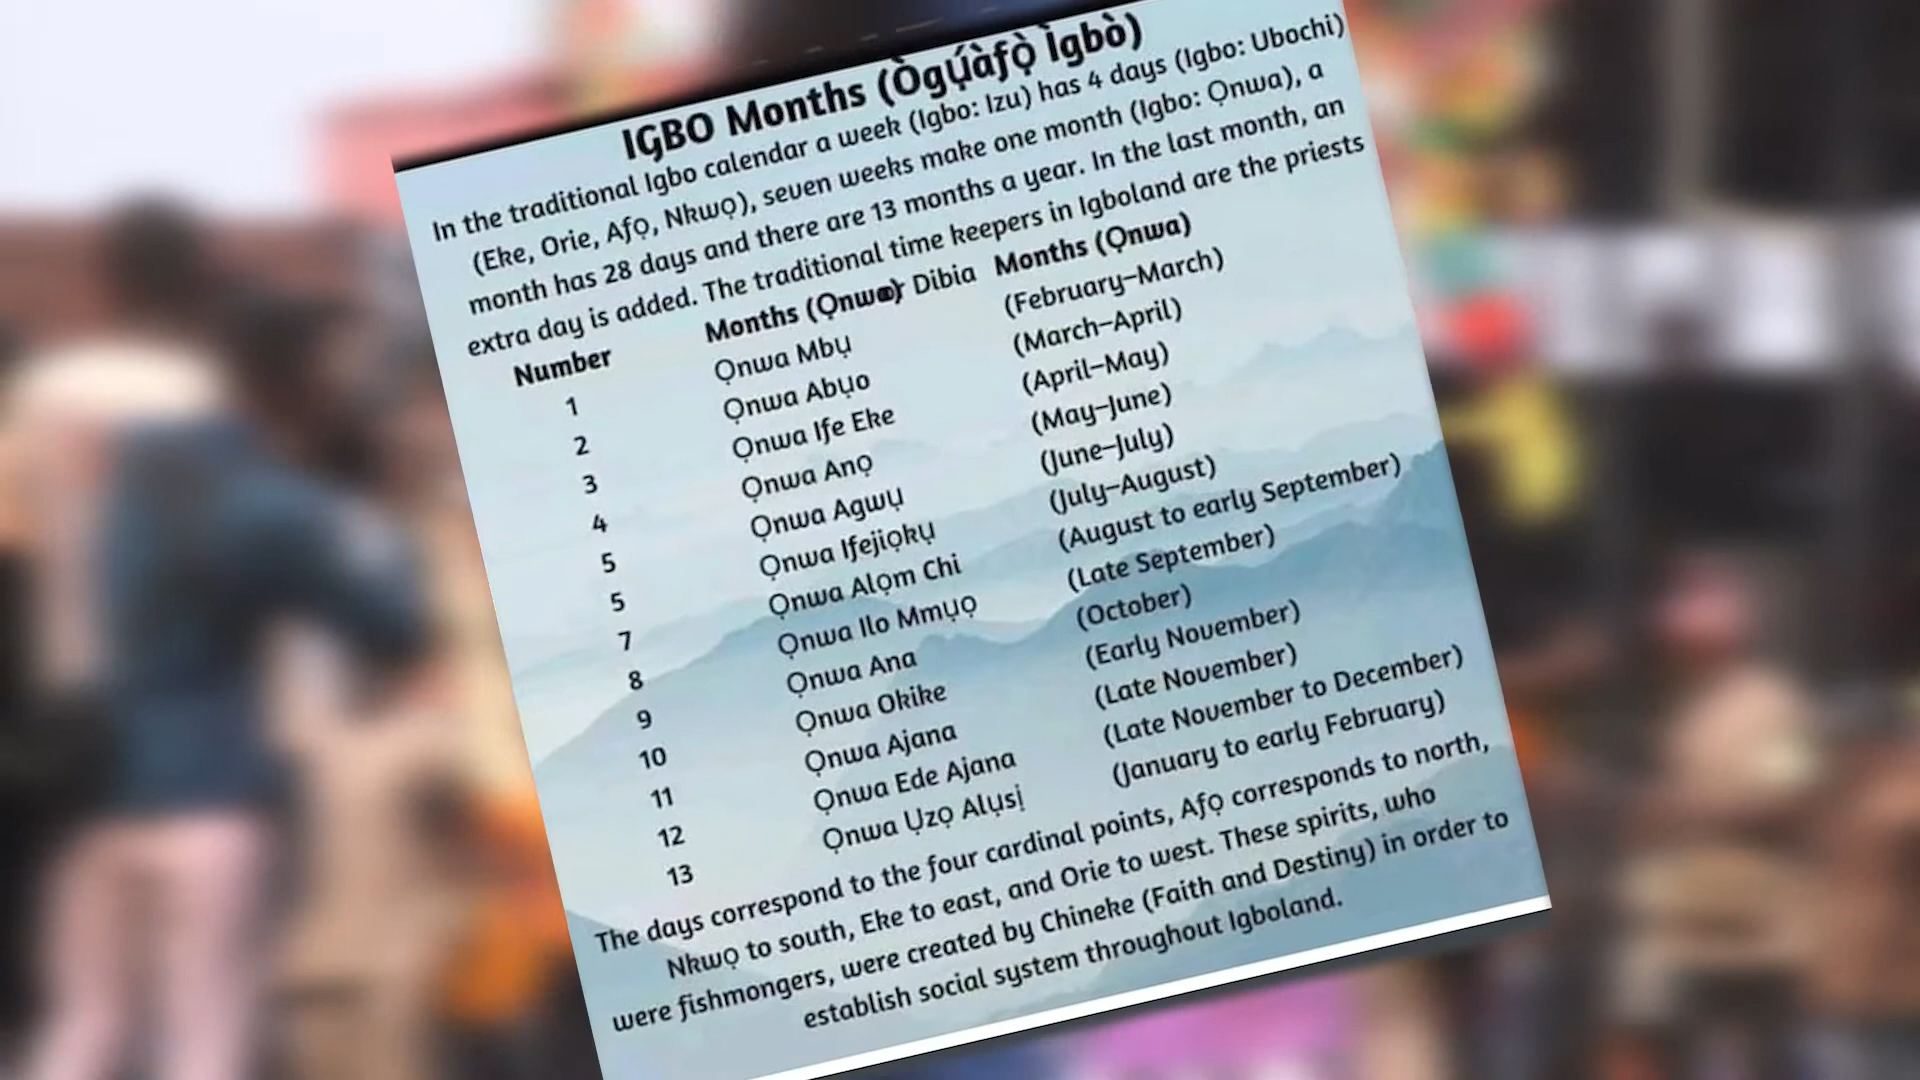 IGBO Months (Ògụ́àfọ̀ Ìgbò)
In the traditional Igbo calendar a week (Igbo: Izu) has 4 days (Igbo: Ubochi)
(Eke, Orie, Afọ, Nkwọ), seven weeks make one month (Igbo: Ọnwa), a
month has 28 days and there are 13 months a year. In the last month, an
extra day is added. The traditional time keepers in Igboland are the priests
or Dibia
Number Months (Ọnwa) Months (Ọnwa)
1 Ọnwa Mbụ (February–March)
2 Ọnwa Abụo (March–April)
3 Ọnwa Ife Eke (April–May)
4 Ọnwa Anọ (May–June)
5 Ọnwa Agwụ (June–July)
5 Ọnwa Ifejiọkụ (July–August)
7 Ọnwa Alọm Chi (August to early September)
8 Ọnwa Ilo Mmụọ (Late September)
9 Ọnwa Ana (October)
10 Ọnwa Okike (Early November)
11 Ọnwa Ajana (Late November)
12 Ọnwa Ede Ajana (Late November to December)
13 Ọnwa Ụzọ Alụsị (January to early February)
The days correspond to the four cardinal points, Afọ corresponds to north,
Nkwọ to south, Eke to east, and Orie to west. These spirits, who
were fishmongers, were created by Chineke (Faith and Destiny) in order to
establish social system throughout Igboland.